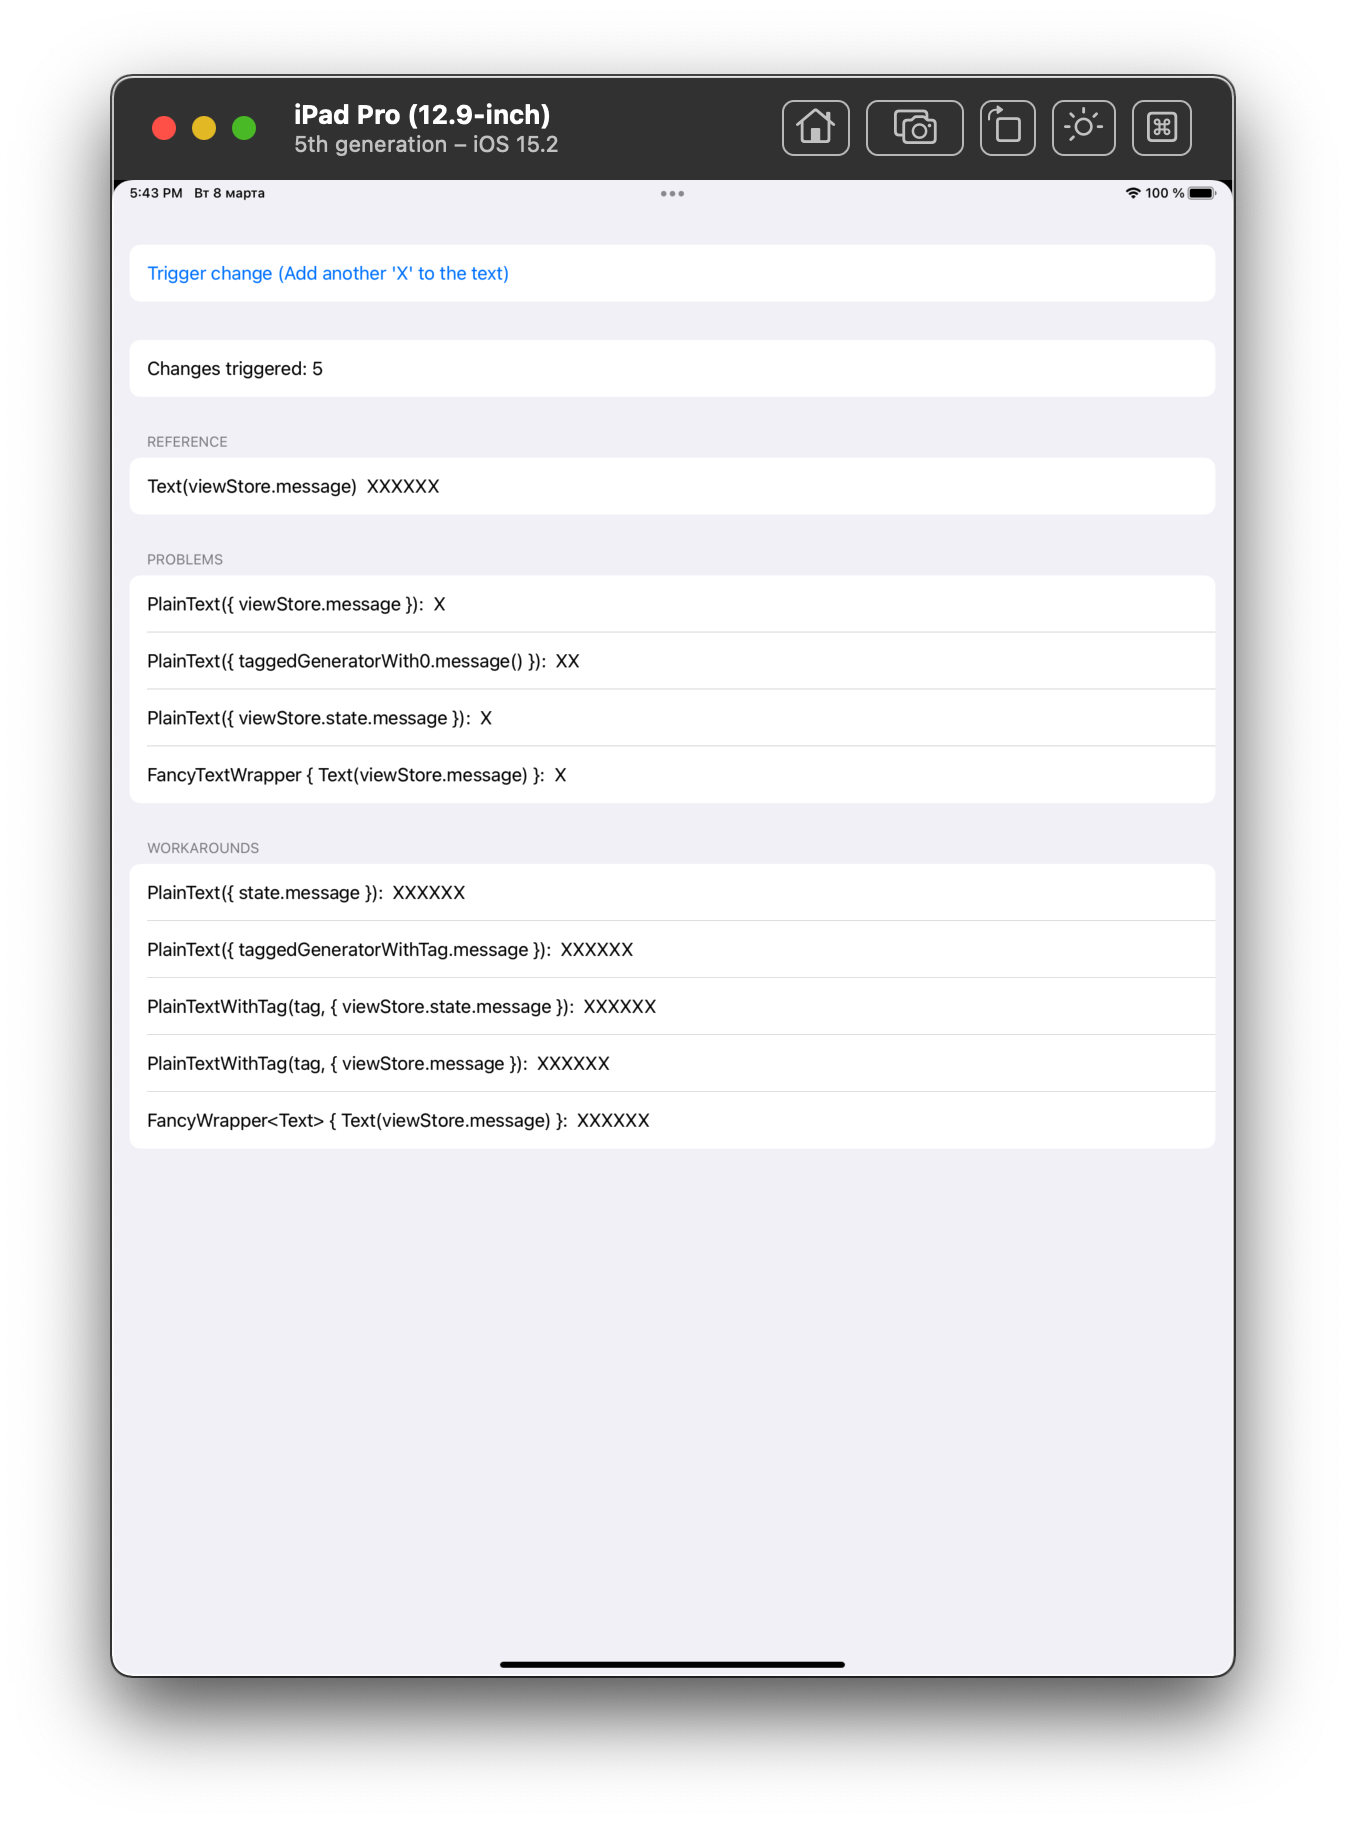 iPad Pro (12.9-inch)
5th generation – iOS 15.2
5:43 PM Вт 8 марта
100 %
Trigger change (Add another 'X' to the text)
Changes triggered: 5
REFERENCE
Text(viewStore.message) XXXXXX
PROBLEMS
PlainText({ viewStore.message }): X
PlainText({ taggedGeneratorWith0.message() }): XX
PlainText({ viewStore.state.message }): X
FancyTextWrapper { Text(viewStore.message) }: X
WORKAROUNDS
PlainText({ state.message }): XXXXXX
PlainText({ taggedGeneratorWithTag.message }): XXXXXX
PlainTextWithTag(tag, { viewStore.state.message }): XXXXXX
PlainTextWithTag(tag, { viewStore.message }): XXXXXX
FancyWrapper<Text> { Text(viewStore.message) }: XXXXXX